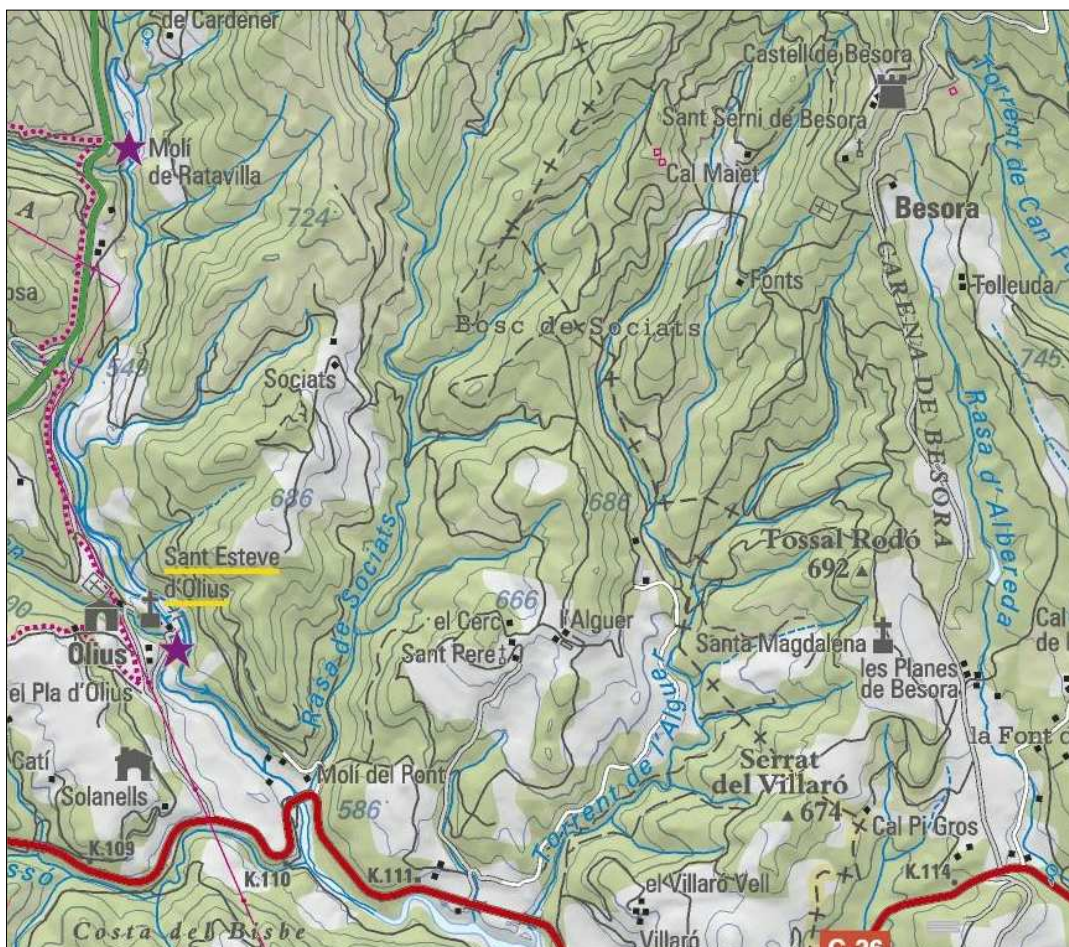 de Cardener
Castell de Besora
Torrent de Can
Sant Serni de Besora
Molí
de Ratavilla
Cal Maiet
A
724
Besora
Fonts
Tolleuda
osa
Bosc de Sociats
CARENA DE BESORA
745
549
Sociats
Rasa d'Albereda
686
686
Sant Esteve
d'Olius
Tossal Rodó
692
Rasa de Sociats
666
el Cerc
l'Alguer
Cal
Olius
Sant Pere
Santa Magdalena
el Pla d'Olius
les Planes
de Besora
Torrent de l'Alguer
la Font d
Catí
Molí del Pont
Serrat
del Villaró
674
Solanells
586
Cal Pi Gros
K.109
K.110
K.111
K.114
sso
el Villaró Vell
Costa del Bisbe
Villaró
C-26